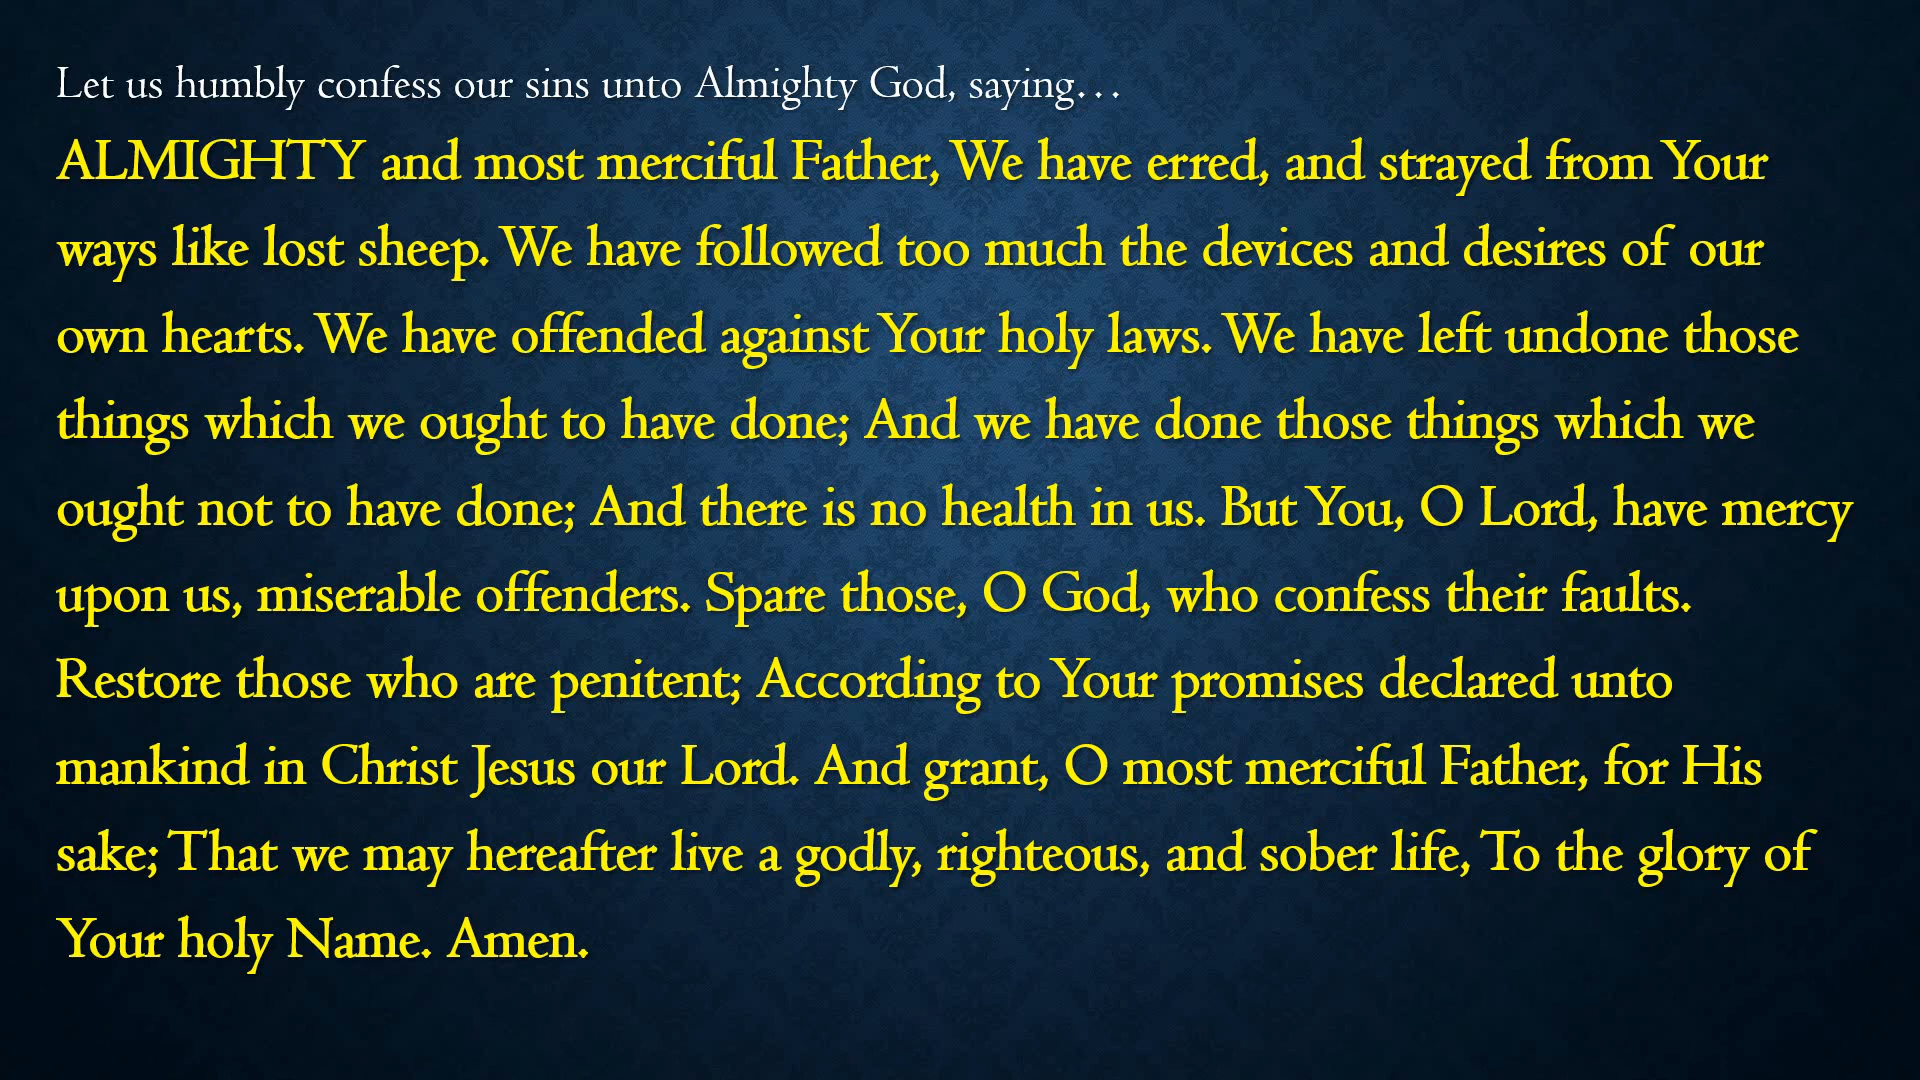 Let us humbly confess our sins unto Almighty God, saying…
ALMIGHTY and most merciful Father, We have erred, and strayed from Your
ways like lost sheep. We have followed too much the devices and desires of our
own hearts. We have offended against Your holy laws. We have left undone those
things which we ought to have done; And we have done those things which we
ought not to have done; And there is no health in us. But You, O Lord, have mercy
upon us, miserable offenders. Spare those, O God, who confess their faults.
Restore those who are penitent; According to Your promises declared unto
mankind in Christ Jesus our Lord. And grant, O most merciful Father, for His
sake; That we may hereafter live a godly, righteous, and sober life, To the glory of
Your holy Name. Amen.